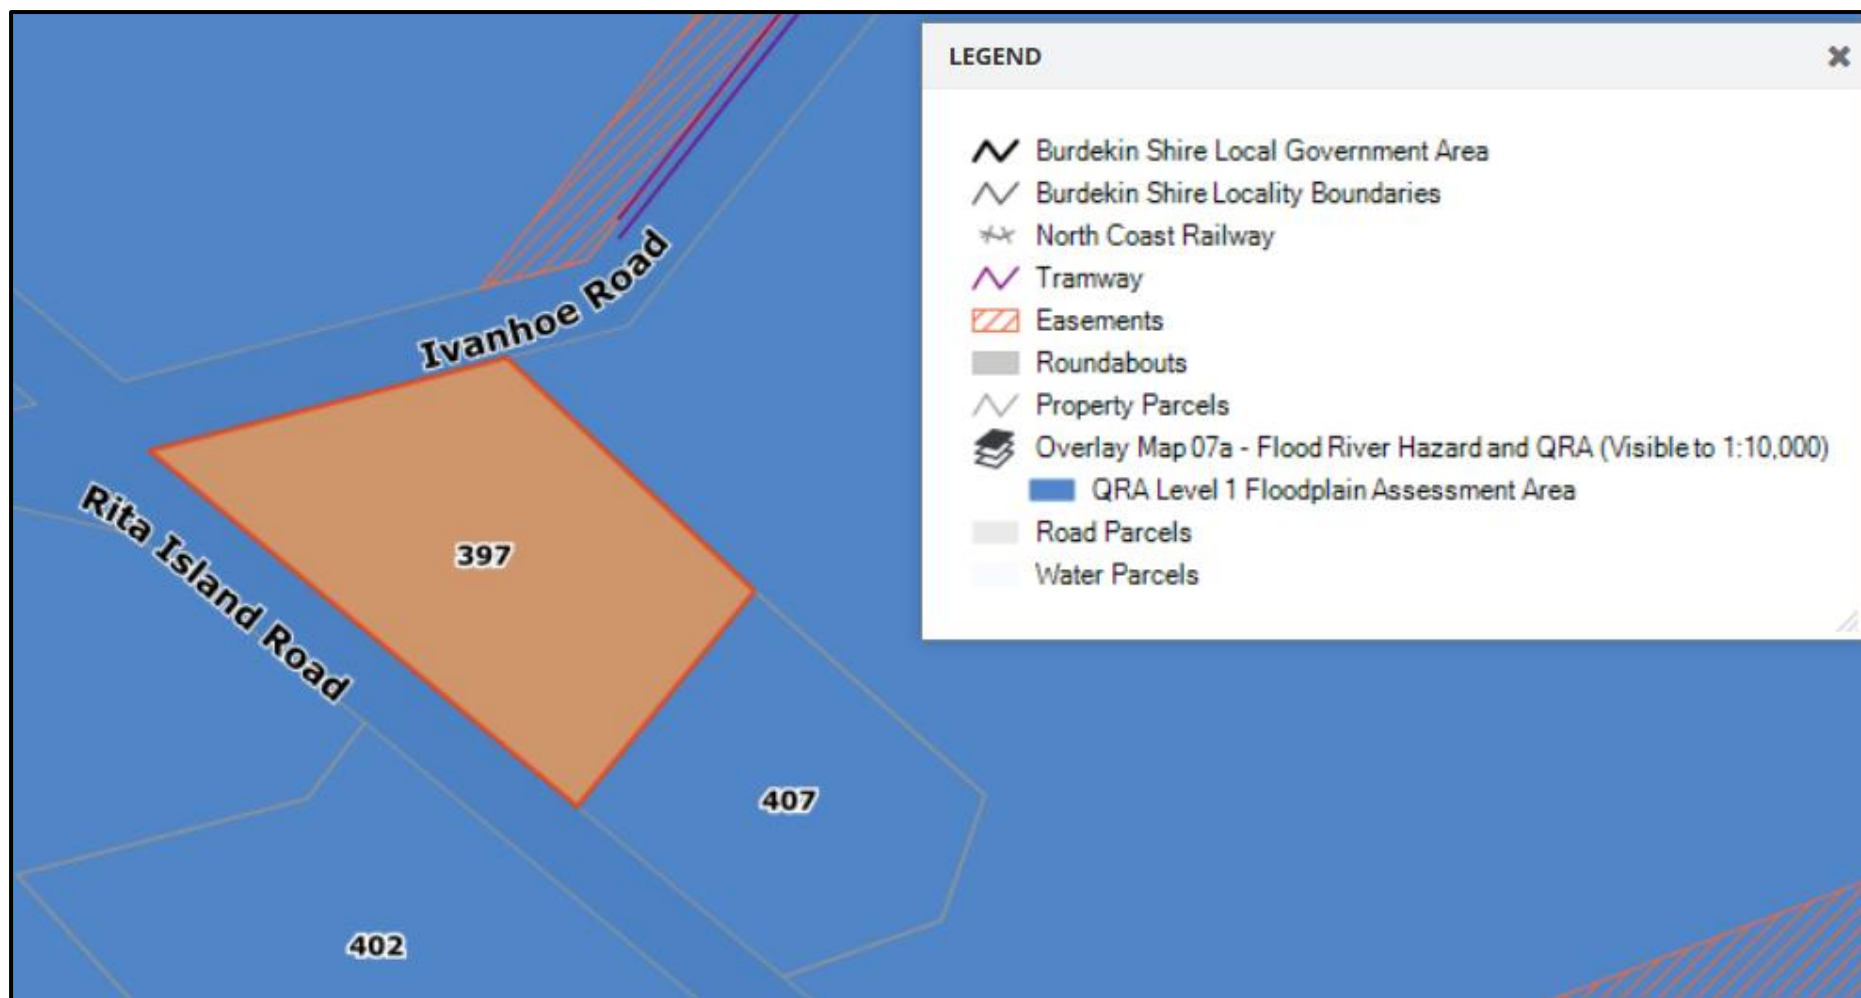 LEGEND
Burdekin Shire Local Government Area
Burdekin Shire Locality Boundaries
North Coast Railway
Tramway
Easements
Roundabouts
Property Parcels
Overlay Map 07a - Flood River Hazard and QRA (Visible to 1:10,000)
QRA Level 1 Floodplain Assessment Area
Road Parcels
Water Parcels
Ivanhoe Road
Rita Island Road
397
407
402